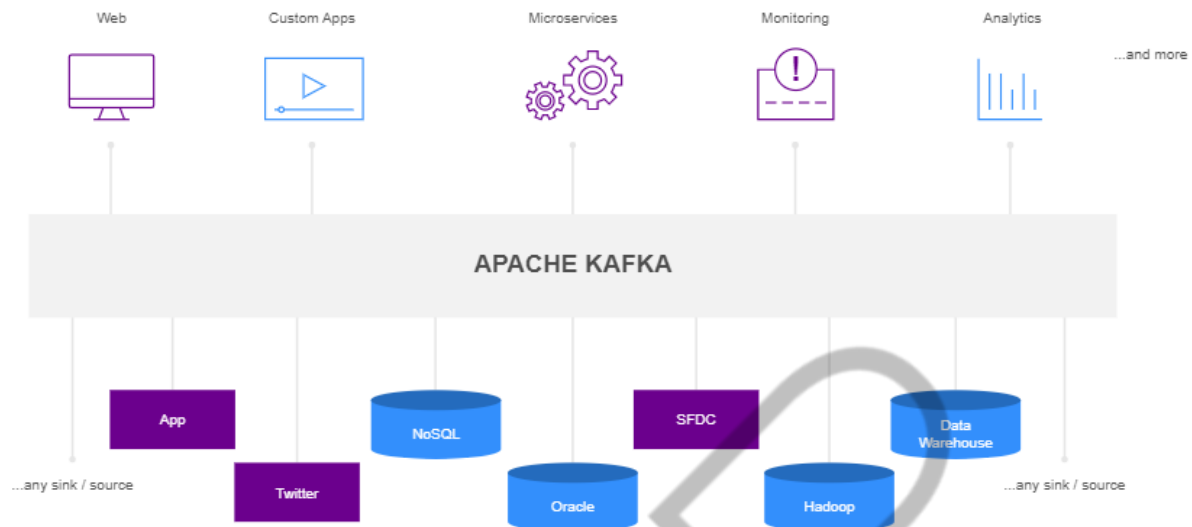 Web
Custom Apps
Microservices
Monitoring
Analytics
...and more
!
APACHE KAFKA
App
NoSQL
SFDC
Data
Warehouse
...any sink / source
Twitter
Oracle
Hadoop
...any sink / source